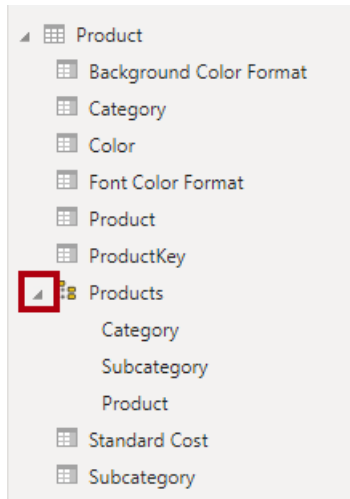 Product
Background Color Format
Category
Color
Font Color Format
Product
ProductKey
Products
Category
Subcategory
Product
Standard Cost
Subcategory